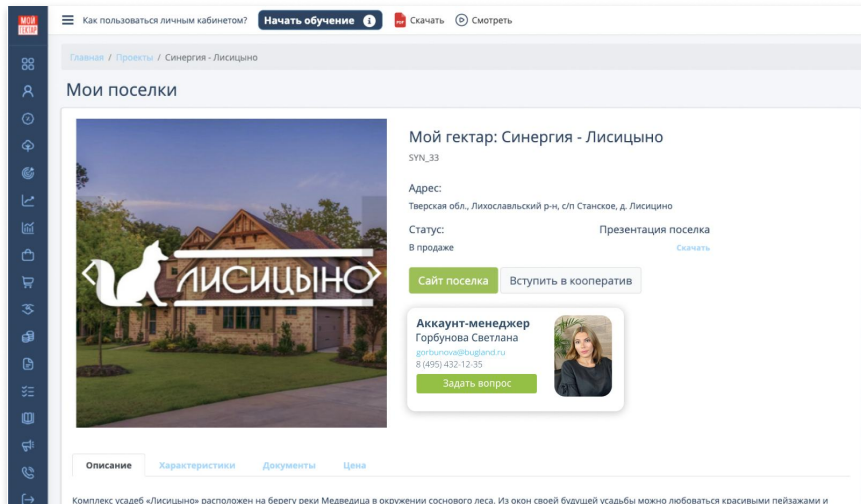 МОЙ
ГЕКТАР
Как пользоваться личным кабинетом?
Начать обучение
Скачать
Смотреть
Главная / Проекты / Синергия - Лисицыно
Мои поселки
ЛИСИЦЫНО
Мой гектар: Синергия - Лисицыно
SYN_33
Адрес:
Тверская обл., Лихославльский р-н, с/п Станское, д. Лисицино
Статус:
Презентация поселка
В продаже
Скачать
Сайт поселка
Вступить в кооператив
Аккаунт-менеджер
Горбунова Светлана
gorbunova@bugland.ru
8 (495) 432-12-35
Задать вопрос
Описание
Характеристики
Документы
Цена
Комплекс усадеб «Лисицыно» расположен на берегу реки Медведица в окружении соснового леса. Из окон своей будущей усадьбы можно любоваться красивыми пейзажами и